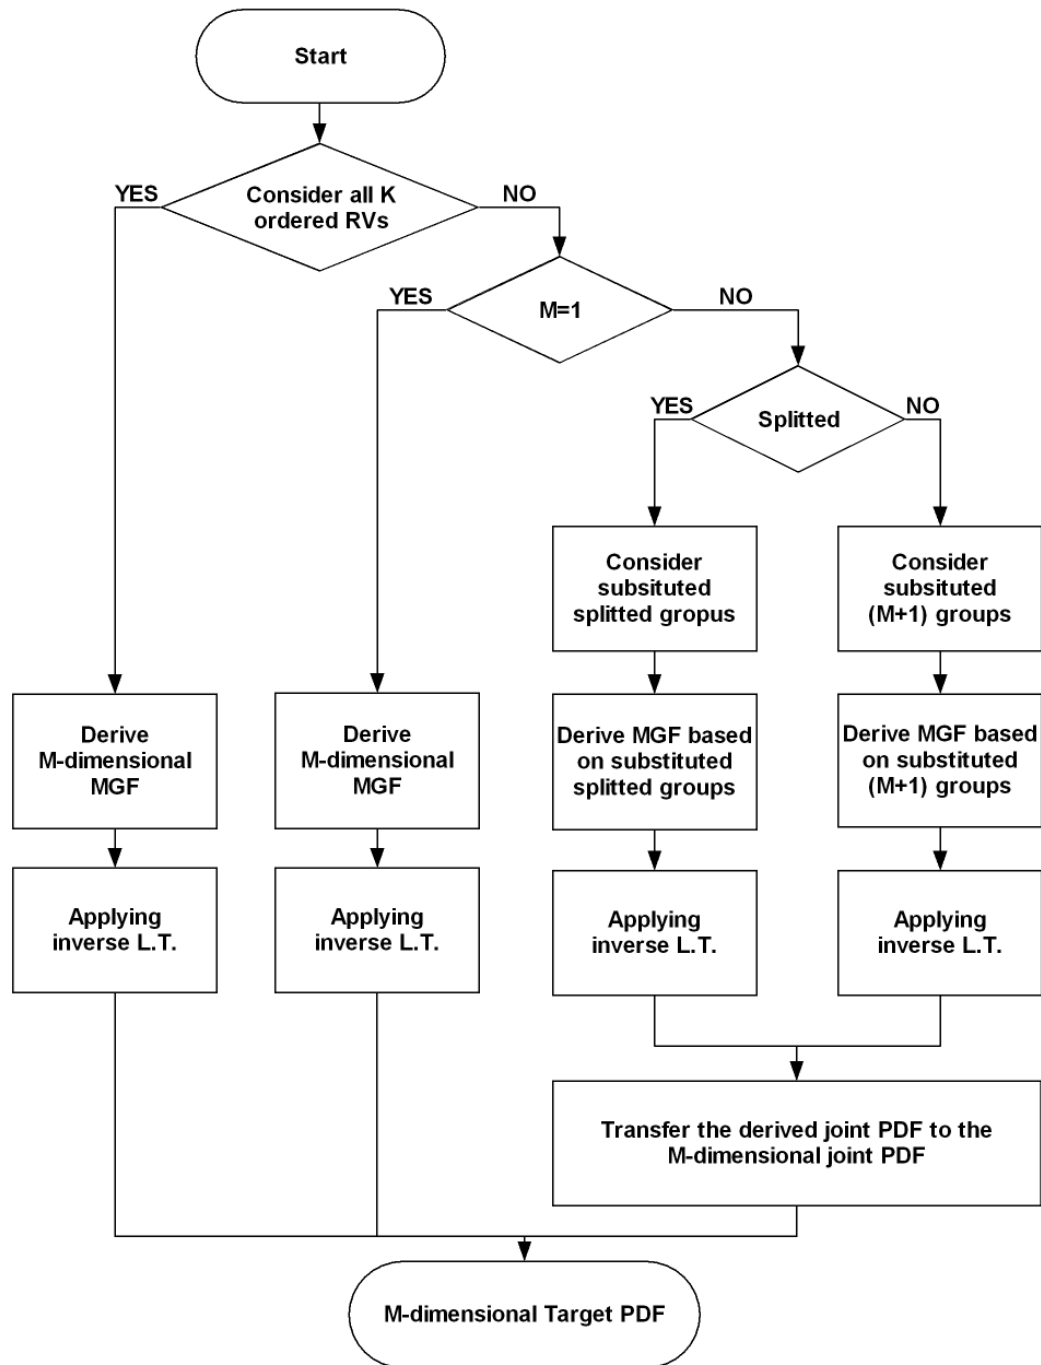 Start
Consider all K
ordered RVs
YES
NO
M=1
YES
NO
Splitted
YES
NO
Consider
subsituted
splitted gropus
Consider
subsituted
(M+1) groups
Derive
M-dimensional
MGF
Derive
M-dimensional
MGF
Derive MGF based
on substituted
splitted groups
Derive MGF based
on substituted
(M+1) groups
Applying
inverse L.T.
Applying
inverse L.T.
Applying
inverse L.T.
Applying
inverse L.T.
Transfer the derived joint PDF to the
M-dimensional joint PDF
M-dimensional Target PDF